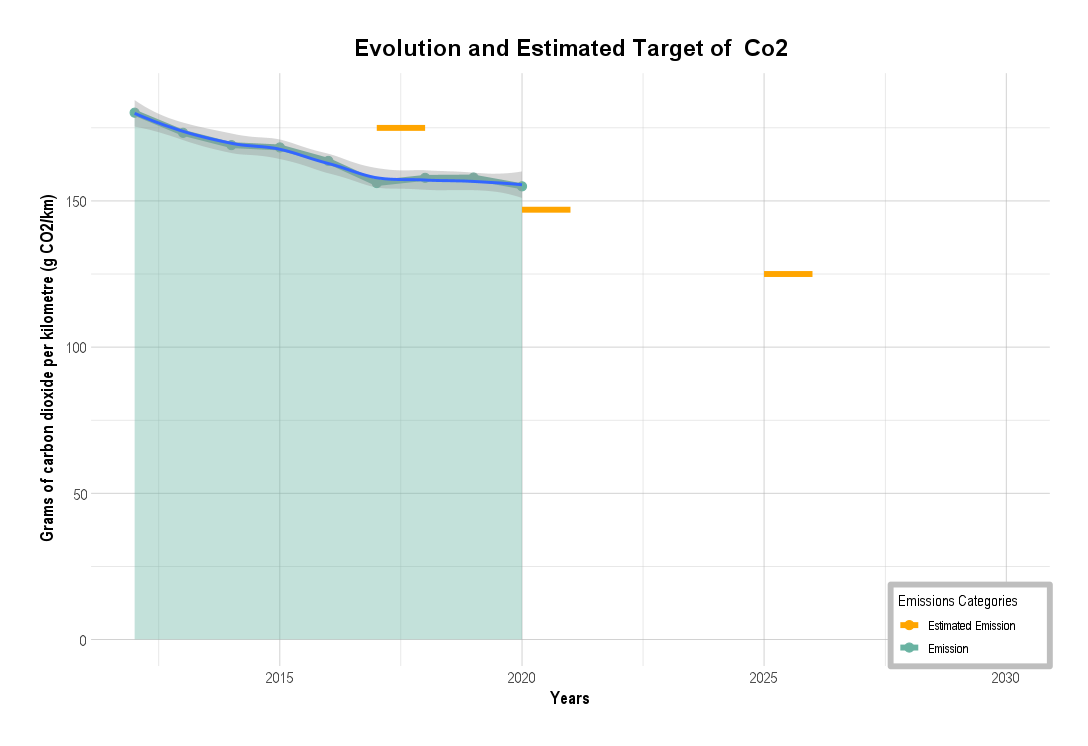 Evolution and Estimated Target of  Co2
Grams of carbon dioxide per kilometre (g CO2/km)
150
100
50
0
2015
2020
2025
2030
Years
Emissions Categories
Estimated Emission
Emission